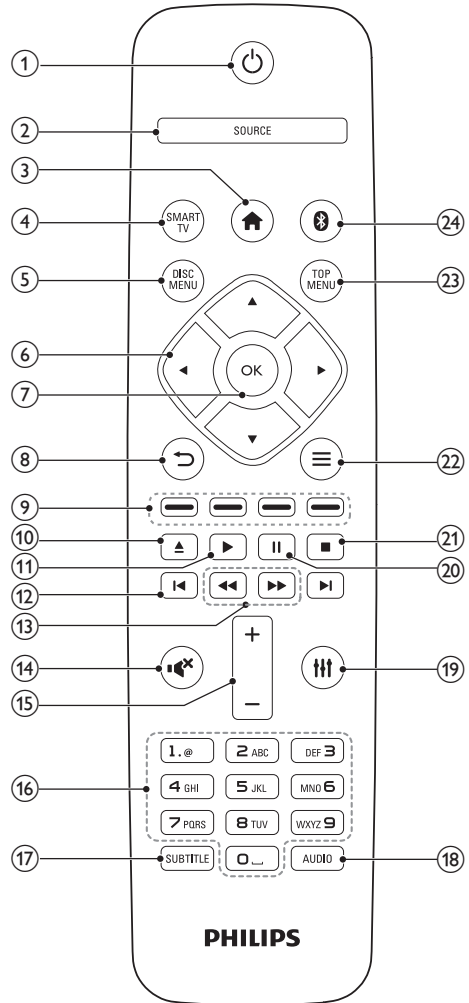 1
2
SOURCE
3
4
SMART
TV
24
5
DISC
MENU
TOP
MENU
23
6
7
OK
8
22
9
10
21
11
20
12
13
14
+
15
−
19
1.@
2 ABC
DEF 3
16
4 GHI
5 JKL
MNO 6
7 PQRS
8 TUV
WXYZ 9
17
SUBTITLE
0
AUDIO
18
PHILIPS